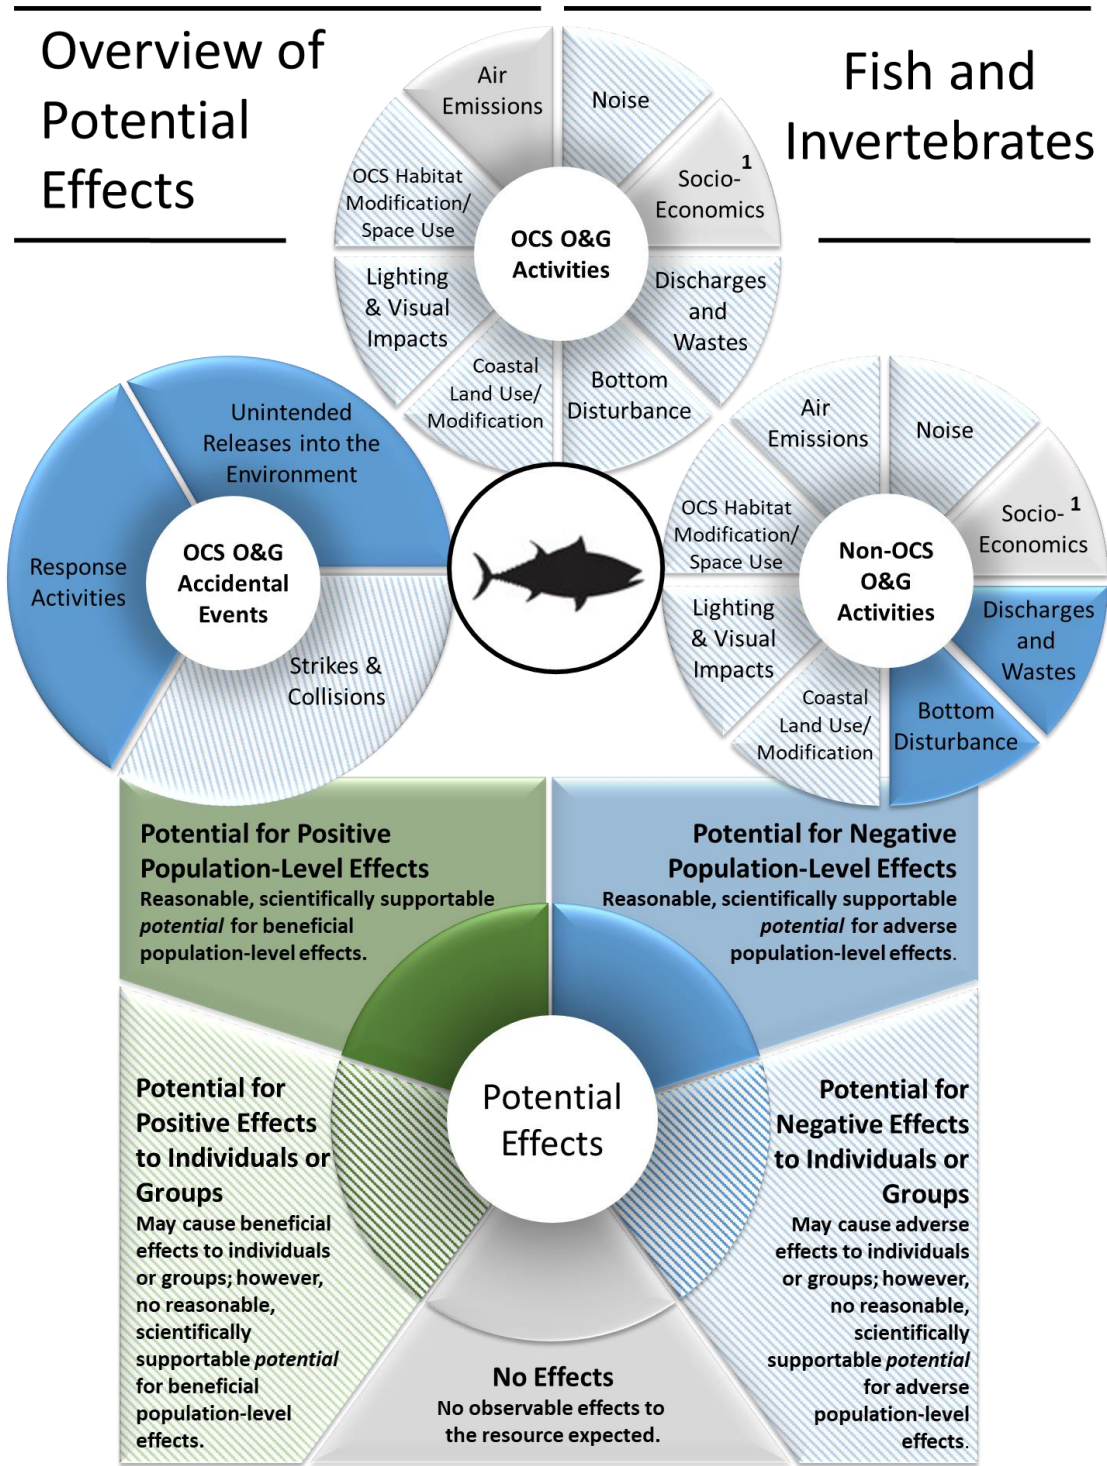 Overview of
Potential
Effects
Fish and
Invertebrates
Air
Emissions
Noise
Socio- 1
Economics
OCS Habitat
Modification/
Space Use
OCS O&G
Activities
Lighting
& Visual
Impacts
Discharges
and
Wastes
Coastal
Land Use/
Modification
Bottom
Disturbance
Unintended
Releases into the
Environment
Response
Activities
OCS O&G
Accidental
Events
Strikes &
Collisions
Air
Emissions
Noise
OCS Habitat
Modification/
Space Use
Socio- 1
Economics
Non-OCS
O&G
Activities
Lighting
& Visual
Impacts
Discharges
and
Wastes
Coastal
Land Use/
Modification
Bottom
Disturbance
Potential for Positive
Population-Level Effects
Reasonable, scientifically supportable
potential for beneficial
population-level effects.
Potential for Negative
Population-Level Effects
Reasonable, scientifically supportable
potential for adverse
population-level effects.
Potential
Effects
Potential for
Positive Effects
to Individuals or
Groups
May cause beneficial
effects to individuals
or groups; however,
no reasonable,
scientifically
supportable potential
for beneficial
population-level
effects.
Potential for
Negative Effects
to Individuals or
Groups
May cause adverse
effects to individuals
or groups; however,
no reasonable,
scientifically
supportable potential
for adverse
population-level
effects.
No Effects
No observable effects to
the resource expected.